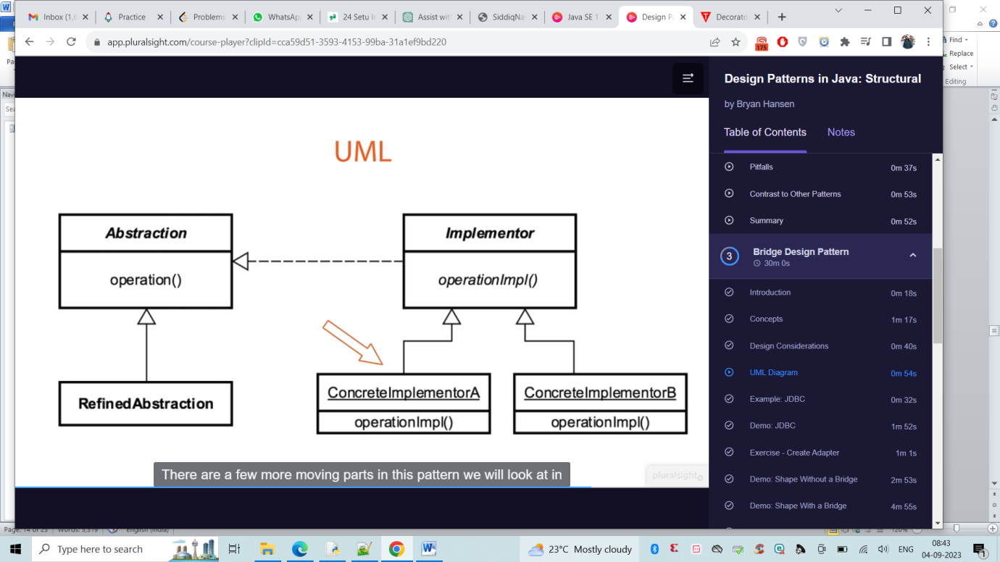 Inbox (1,6
Practice
Problems
WhatsApp
24 Setu I
Assist wit
SiddiqNa
Java SE 1
Design P
Decorato
app.pluralsight.com/course-player?clipId=cca59d51-3593-4153-99ba-31a1ef9bd220
175
Find
Replace
Select
Editing
Pa
Navi
Sea
Design Patterns in Java: Structural
by Bryan Hansen
Table of Contents
Notes
Pitfalls
0m 37s
Contrast to Other Patterns
0m 53s
Summary
0m 52s
3
Bridge Design Pattern
30m 0s
Introduction
0m 18s
Concepts
1m 17s
Design Considerations
0m 40s
UML Diagram
0m 54s
Example: JDBC
0m 32s
Demo: JDBC
1m 52s
Exercise - Create Adapter
1m 1s
Demo: Shape Without a Bridge
2m 53s
Demo: Shape With a Bridge
4m 55s
UML
Abstraction
operation()
Implementor
operationImpl()
RefinedAbstraction
ConcreteImplementorA
operationImpl()
ConcreteImplementorB
operationImpl()
There are a few more moving parts in this pattern we will look at in
pluralsight
Page: 14 of 23
Words: 3,319
English (India)
120%
Type here to search
23°C Mostly cloudy
ENG
08:43
04-09-2023
1